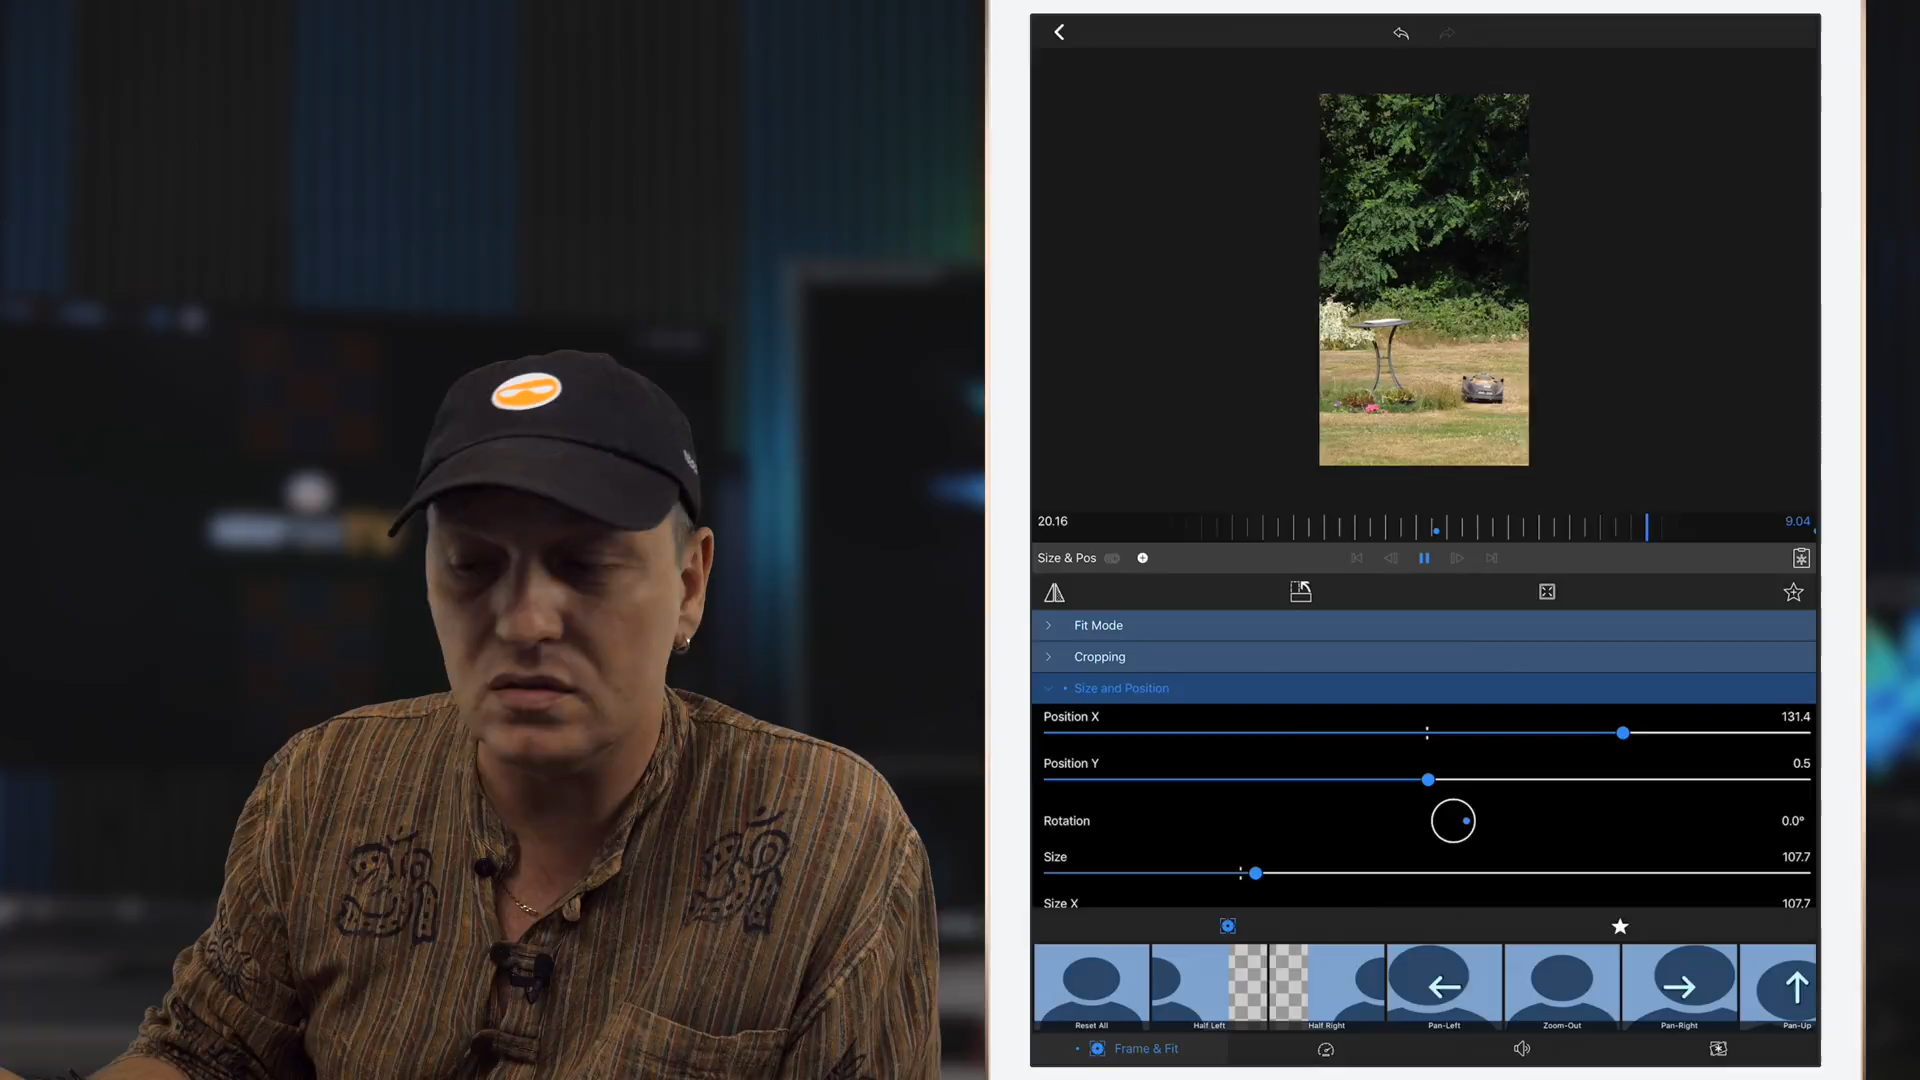 20.16
9.04
Size & Pos
Fit Mode
Cropping
Size and Position
Position X
131.4
Position Y
0.5
Rotation
0.0°
Size
107.7
Size X
107.7
Reset All
Half Left
Half Right
Pan-Left
Zoom-Out
Pan-Right
Pan-Up
Frame & Fit